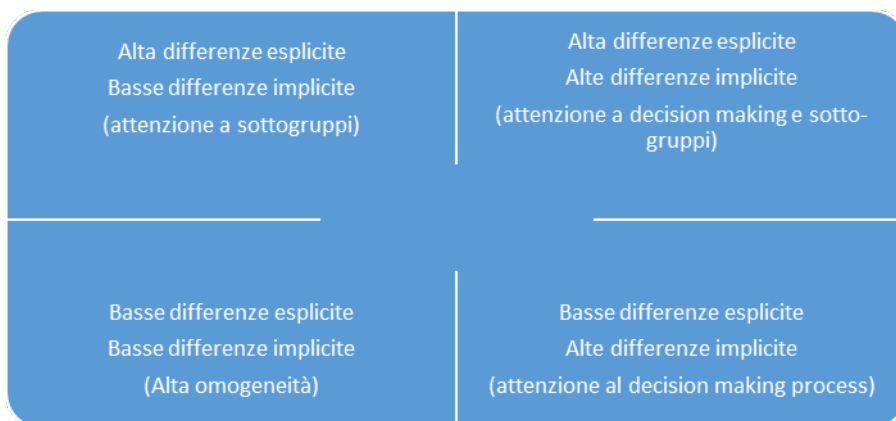 Alta differenze esplicite
Basse differenze implicite
(attenzione a sottogruppi)
Alta differenze esplicite
Alte differenze implicite
(attenzione a decision making e sotto-
gruppi)
Basse differenze esplicite
Basse differenze implicite
(Alta omogeneità)
Basse differenze esplicite
Alte differenze implicite
(attenzione al decision making process)